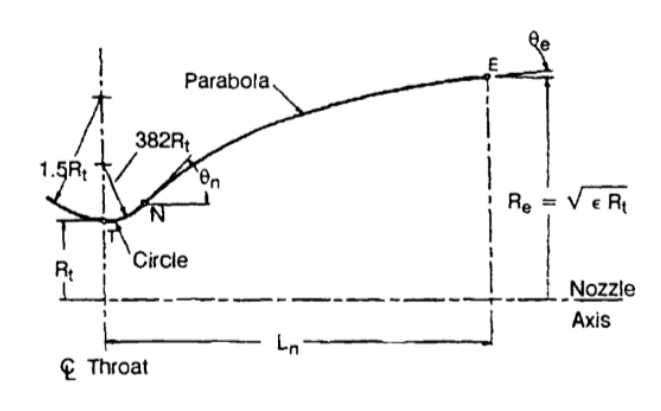 θe
E
Parabola
382Rt
1.5Rt
θn
N
T
Re = √ϵ Rt
Circle
Rt
Nozzle
Axis
Ln
℄ Throat